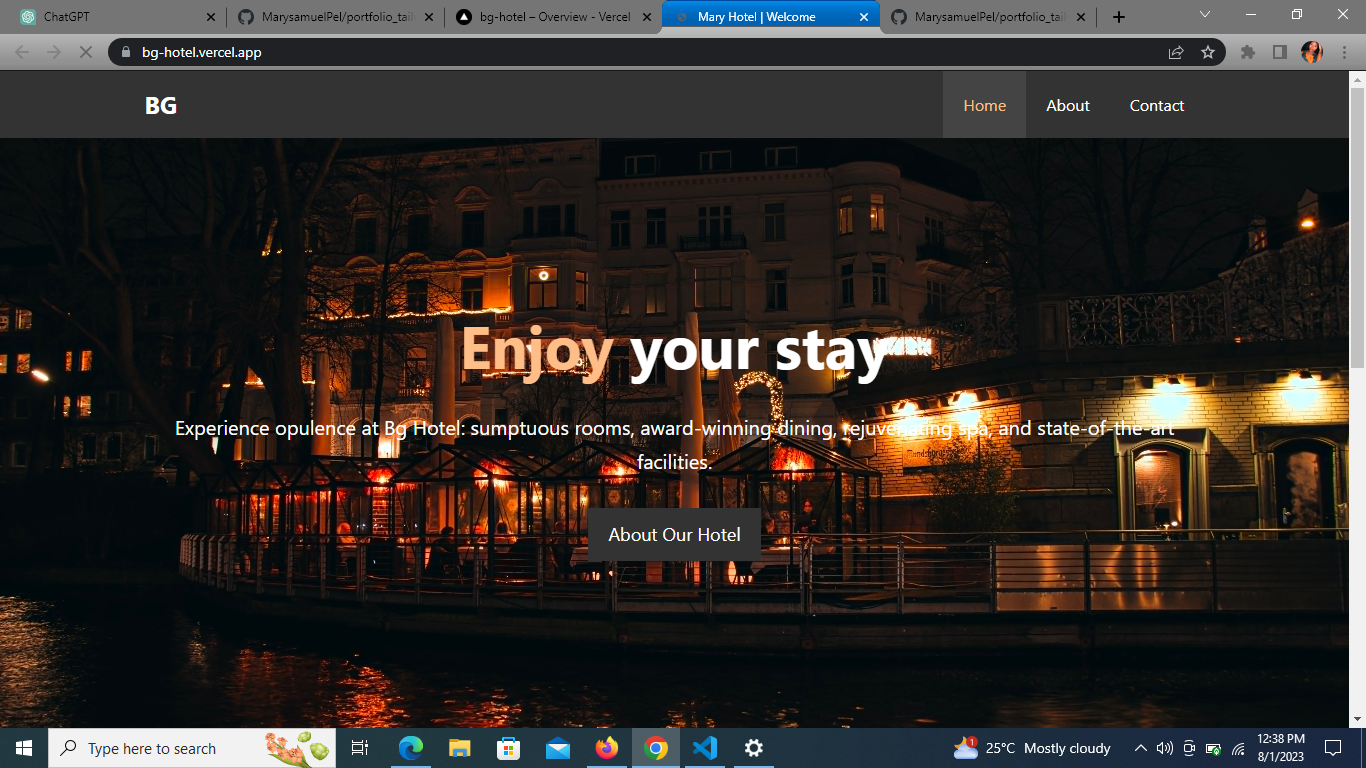 ChatGPT
MarysamuelPel/portfolio_tail
bg-hotel – Overview - Vercel
Mary Hotel | Welcome
MarysamuelPel/portfolio_tail
bg-hotel.vercel.app
BG
Home
About
Contact
Enjoy your stay
Experience opulence at Bg Hotel: sumptuous rooms, award-winning dining, rejuvenating spa, and state-of-the-art
facilities.
About Our Hotel
Type here to search
1
25°C Mostly cloudy
12:38 PM
8/1/2023